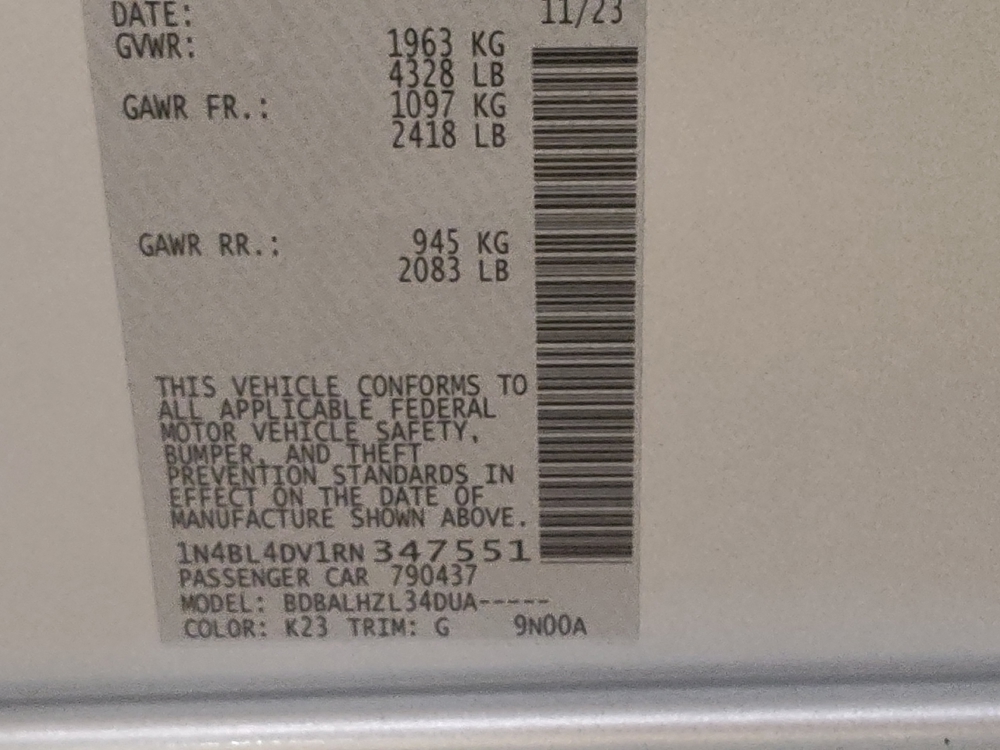 DATE: 11/23
GVWR: 1963 KG
4328 LB
GAWR FR.: 1097 KG
2418 LB
GAWR RR.: 945 KG
2083 LB
THIS VEHICLE CONFORMS TO
ALL APPLICABLE FEDERAL
MOTOR VEHICLE SAFETY,
BUMPER, AND THEFT
PREVENTION STANDARDS IN
EFFECT ON THE DATE OF
MANUFACTURE SHOWN ABOVE.
1N4BL4DV1RN347551
PASSENGER CAR 790437
MODEL: BDBALHZL34DUA-----
COLOR: K23 TRIM: G 9N00A